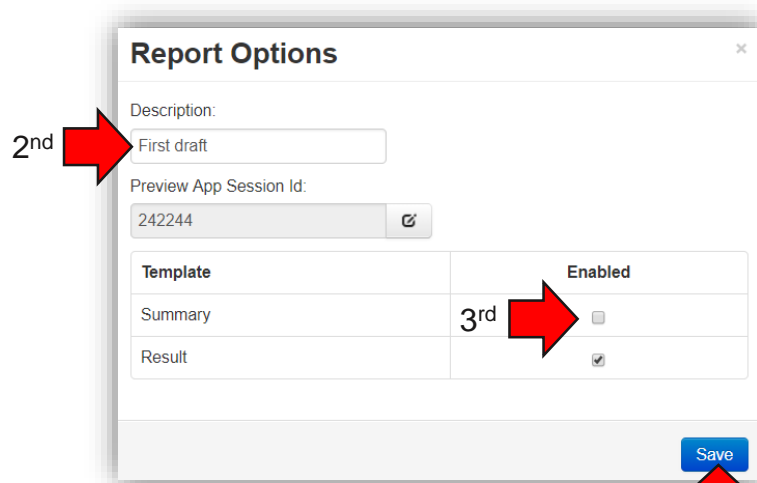 Report Options ×
Description:
2nd First draft
Preview App Session Id:
242244
Template Enabled
Summary 3rd
Result
Save